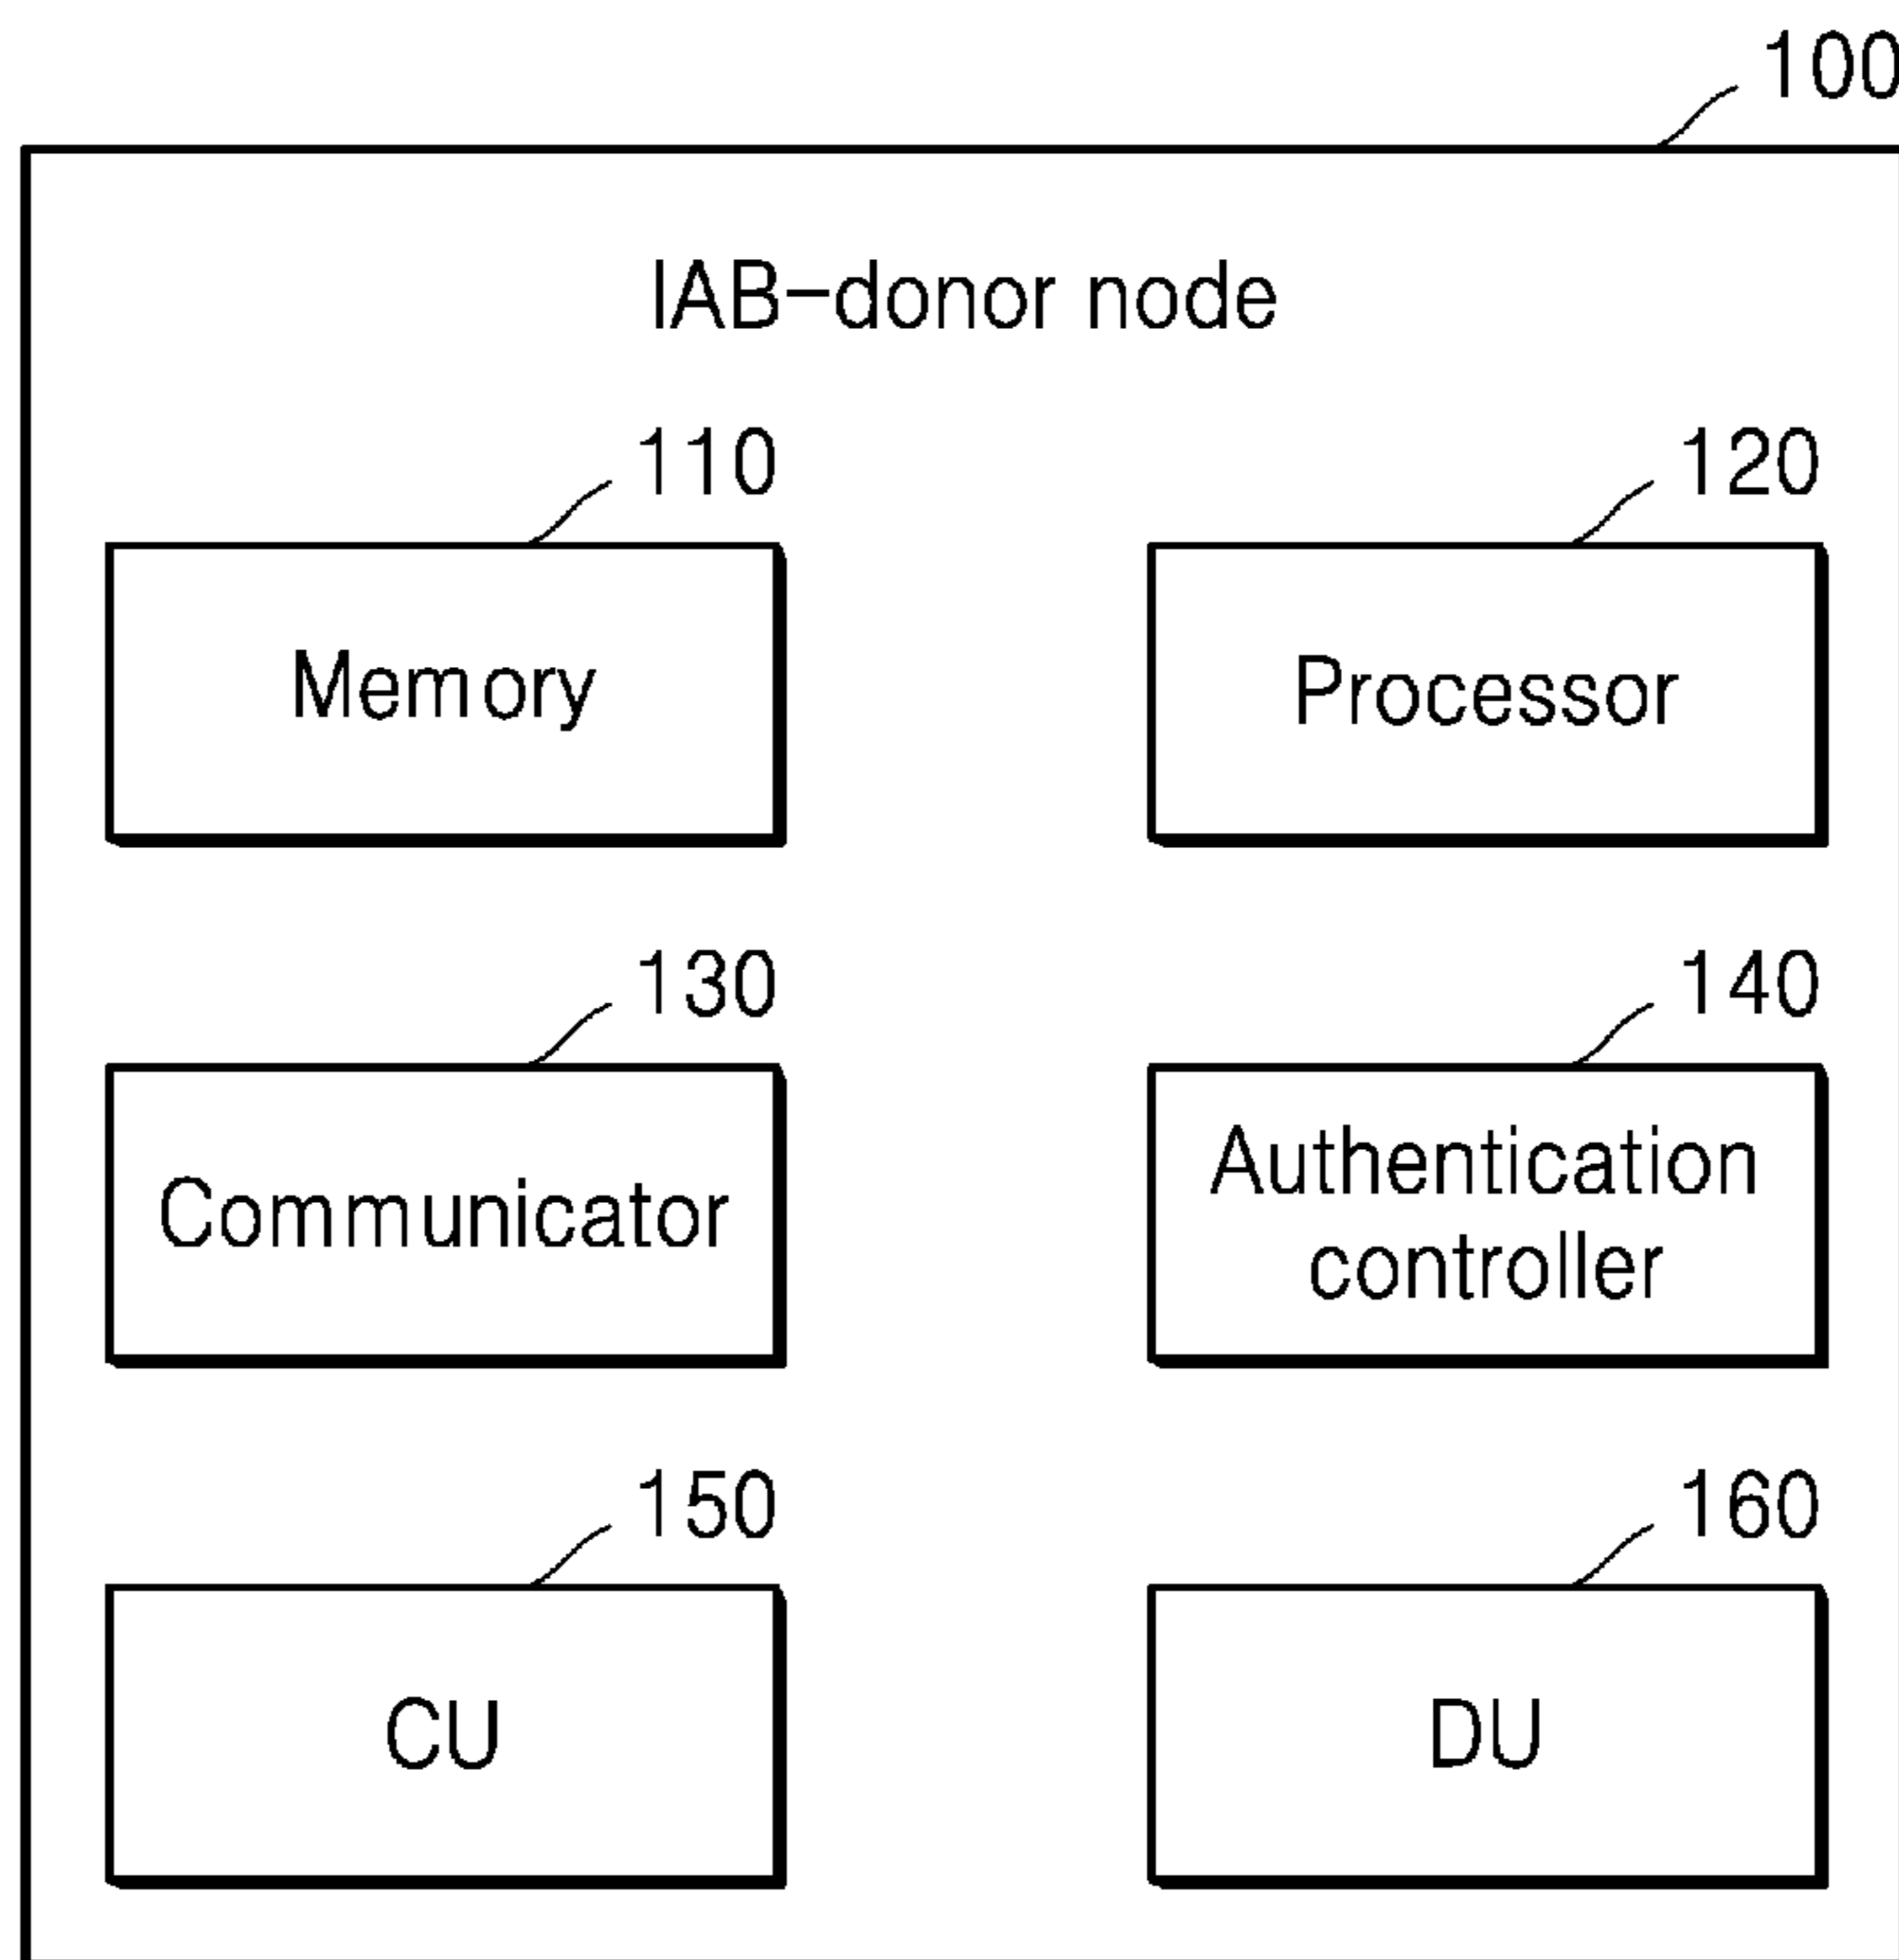 100
IAB-donor node
110
120
Memory
Processor
130
140
Communicator
Authentication
controller
150
160
CU
DU